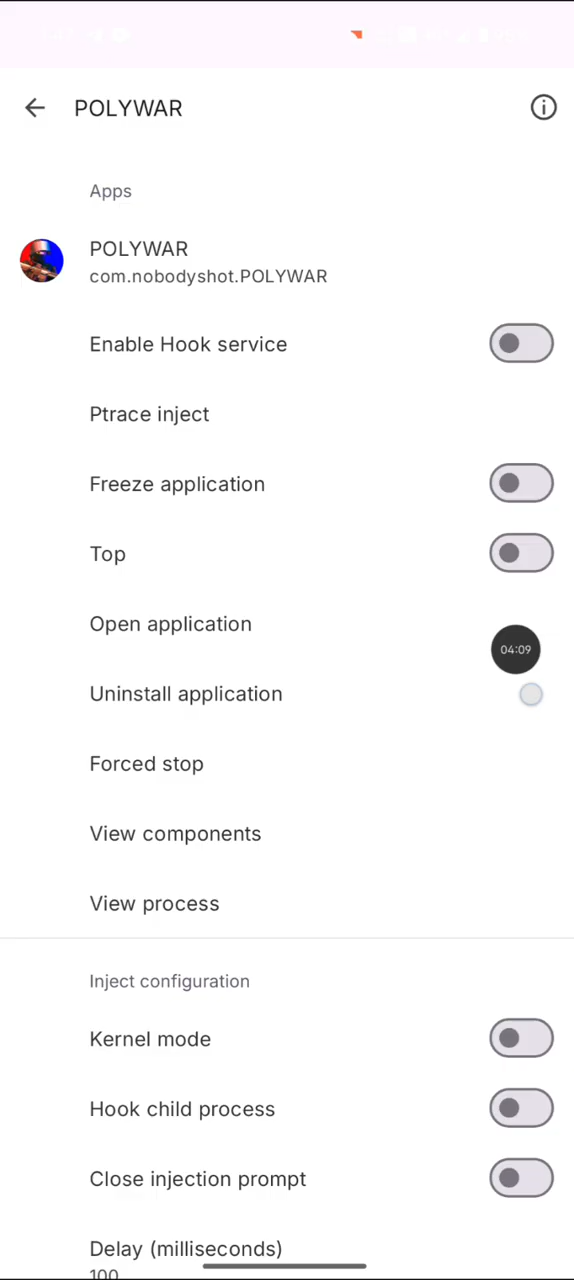 POLYWAR
Apps
POLYWAR
com.nobodyshot.POLYWAR
Enable Hook service
Ptrace inject
Freeze application
Top
Open application
04:09
Uninstall application
Forced stop
View components
View process
Inject configuration
Kernel mode
Hook child process
Close injection prompt
Delay (milliseconds)
100